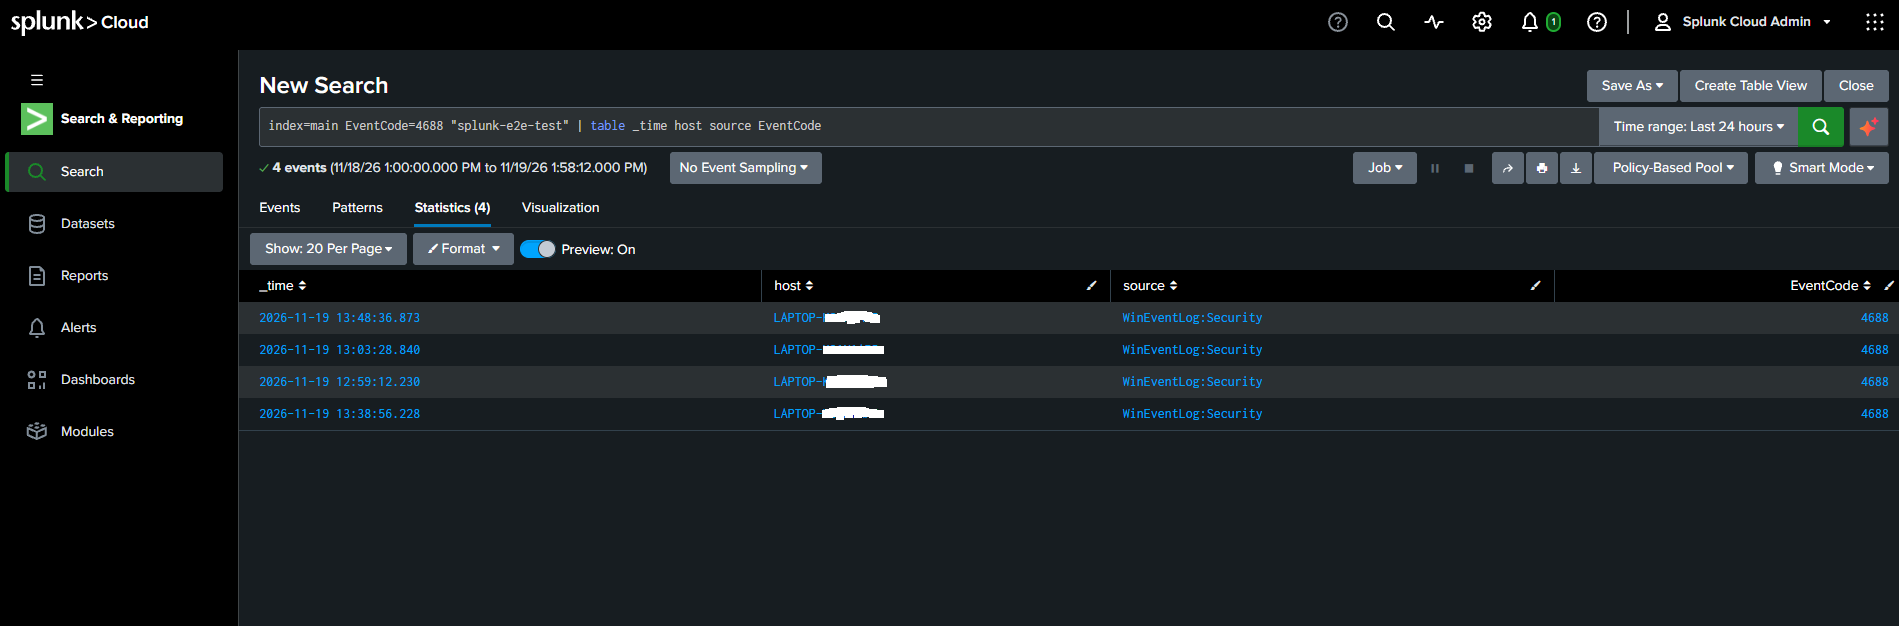 splunk> Cloud
1
Splunk Cloud Admin
Search & Reporting
Search
Datasets
Reports
Alerts
Dashboards
Modules
New Search
Save As
Create Table View
Close
index=main EventCode=4688 "splunk-e2e-test" | table _time host source EventCode
Time range: Last 24 hours
4 events (11/18/26 1:00:00.000 PM to 11/19/26 1:58:12.000 PM)
No Event Sampling
Job
Policy-Based Pool
Smart Mode
Events Patterns Statistics (4) Visualization
Show: 20 Per Page Format Preview: On
_time host source EventCode
2026-11-19 13:48:36.873 LAPTOP- WinEventLog:Security 4688
2026-11-19 13:03:28.840 LAPTOP- WinEventLog:Security 4688
2026-11-19 12:59:12.230 LAPTOP- WinEventLog:Security 4688
2026-11-19 13:38:56.228 LAPTOP- WinEventLog:Security 4688